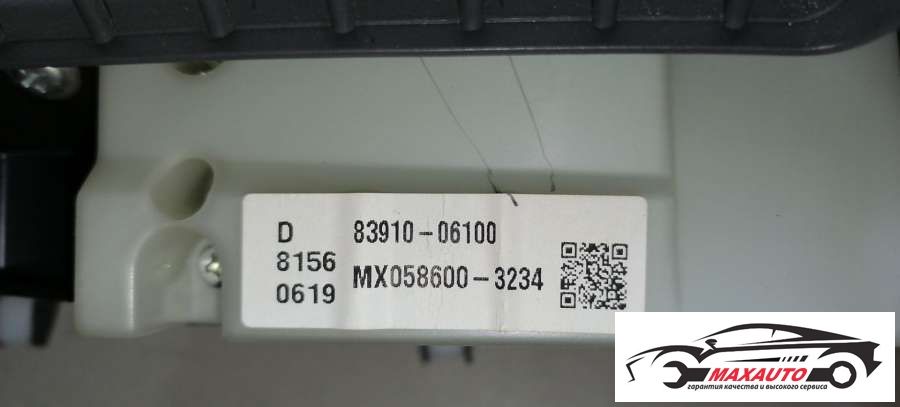 D 83910-06100
8156
0619 MX058600-3234
MAXAUTO
гарантия качества и высокого сервиса